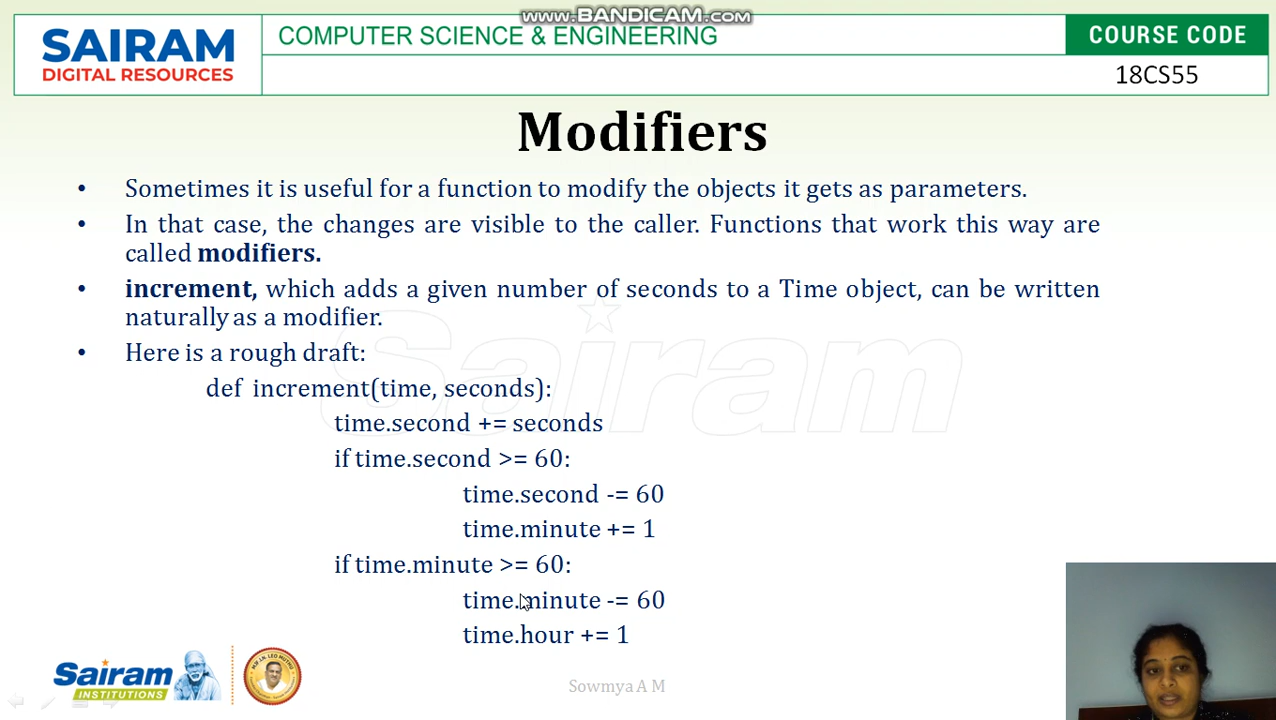 www.BANDICAM.com
SAIRAM
DIGITAL RESOURCES
COMPUTER SCIENCE & ENGINEERING
COURSE CODE
18CS55
Modifiers
• Sometimes it is useful for a function to modify the objects it gets as parameters.
• In that case, the changes are visible to the caller. Functions that work this way are
called modifiers.
• increment, which adds a given number of seconds to a Time object, can be written
naturally as a modifier.
• Here is a rough draft:
def increment(time, seconds):
time.second += seconds
if time.second >= 60:
time.second -= 60
time.minute += 1
if time.minute >= 60:
time.minute -= 60
time.hour += 1
Sairam
Sairam
INSTITUTIONS
Sowmya A M